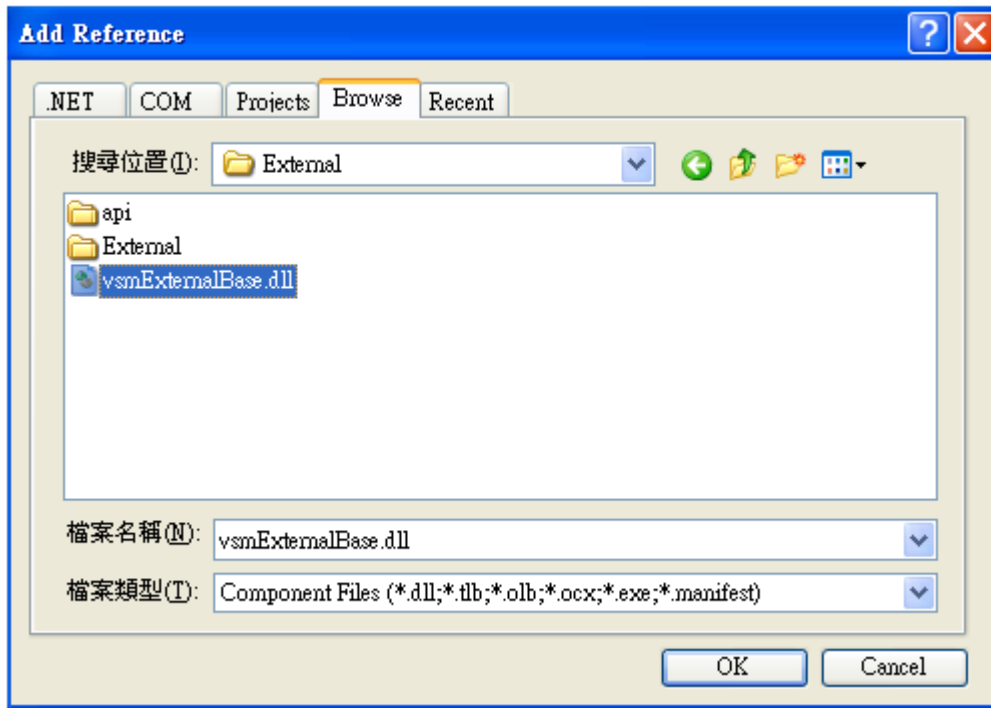 Add Reference
.NET COM Projects Browse Recent
搜尋位置(I): External
api
External
vsmExternalBase.dll
檔案名稱(N): vsmExternalBase.dll
檔案類型(T): Component Files (*.dll;*.tlb;*.olb;*.ocx;*.exe;*.manifest)
OK Cancel